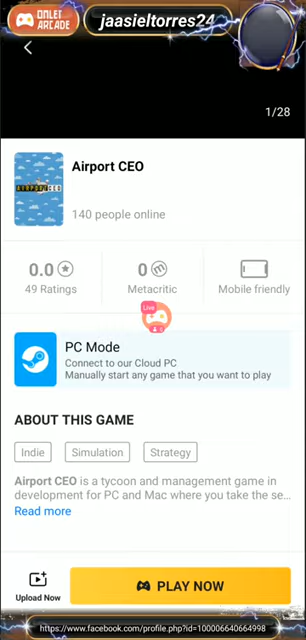 ONLET
ARCADE
jaasieltorres24
1/28
AIRPORT CEO
Airport CEO
140 people online
0.0
49 Ratings
0
m
Metacritic
Mobile friendly
Live
PC Mode
Connect to our Cloud PC
Manually start any game that you want to play
ABOUT THIS GAME
Indie
Simulation
Strategy
Airport CEO is a tycoon and management game in
development for PC and Mac where you take the se...
Read more
Upload Now
PLAY NOW
https://www.facebook.com/profile.php?id=100006640664998